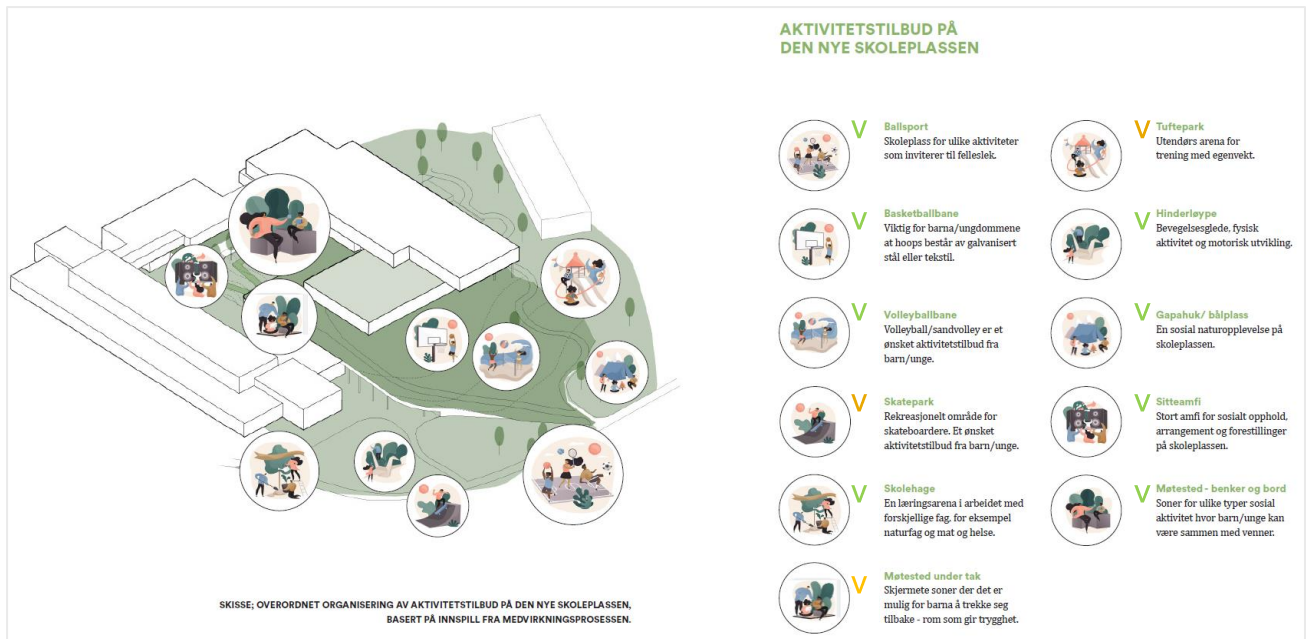 AKTIVITETSTILBUD PÅ
DEN NYE SKOLEPLASSEN
V Ballsport
Skoleplass for ulike aktiviteter
som inviterer til felleslek.
V Basketballbane
Viktig for barna/ungdommene
at hoops består av galvanisert
stål eller tekstil.
V Volleyballbane
Volleyball/sandvolley er et
ønsket aktivitetstilbud fra
barn/unge.
V Skatepark
Rekreasjonelt område for
skateboardere. Et ønsket
aktivitetstilbud fra barn/unge.
V Skolehage
En læringsarena i arbeidet med
forskjellige fag, for eksempel
naturfag og mat og helse.
V Møtested under tak
Skjermete soner der det er
mulig for barna å trekke seg
tilbake - rom som gir trygghet.
V Tuftepark
Utendørs arena for
trening med egenvekt.
V Hinderløype
Bevegelsesglede, fysisk
aktivitet og motorisk utvikling.
V Gapahuk/ bålplass
En sosial naturopplevelse på
skoleplassen.
V Sitteamfi
Stort amfi for sosialt opphold,
arrangement og forestillinger
på skoleplassen.
V Møtested - benker og bord
Soner for ulike typer sosial
aktivitet hvor barn/unge kan
være sammen med venner.
SKISSE; OVERORDNET ORGANISERING AV AKTIVITETSTILBUD PÅ DEN NYE SKOLEPLASSEN,
BASERT PÅ INNSPILL FRA MEDVIRKNINGSPROSESSEN.